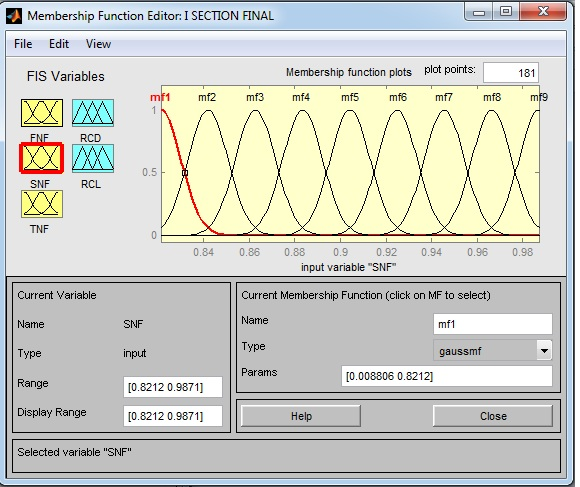 Membership Function Editor: I SECTION FINAL
File Edit View
FIS Variables
FNF RCD
SNF RCL
TNF
Membership function plots plot points: 181
mf1 mf2 mf3 mf4 mf5 mf6 mf7 mf8 mf9
1
0.5
0
0.84 0.86 0.88 0.9 0.92 0.94 0.96 0.98
input variable "SNF"
Current Variable
Name SNF
Type input
Range [0.8212 0.9871]
Display Range [0.8212 0.9871]
Current Membership Function (click on MF to select)
Name mf1
Type gaussmf
Params [0.008806 0.8212]
Help Close
Selected variable "SNF"